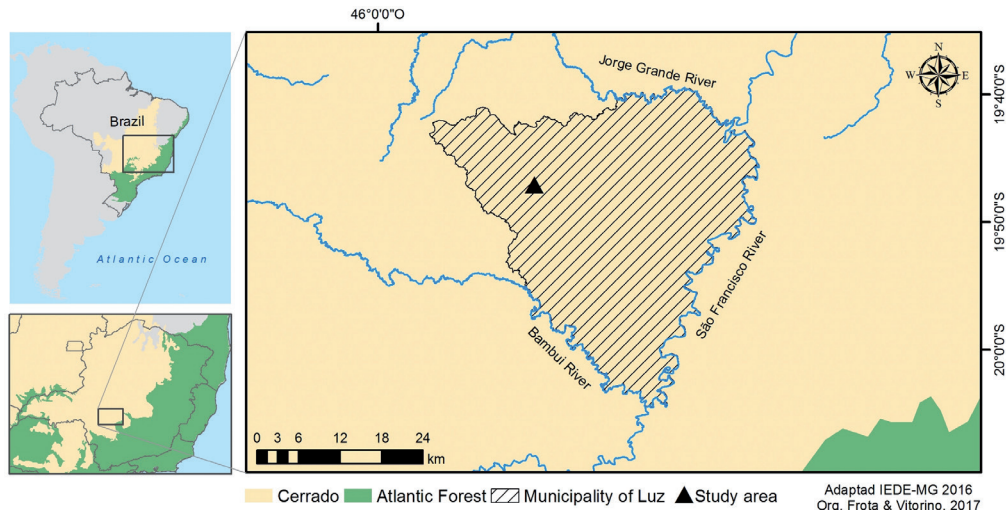 46°0'0"O
Brazil
Atlantic Ocean
Jorge Grande River
São Francisco River
Bambui River
N
W E
S
19°40'0"S
19°50'0"S
20°0'0"S
0 3 6 12 18 24
km
Cerrado Atlantic Forest Municipality of Luz Study area
Adaptad IEDE-MG 2016
Org. Frota & Vitorino, 2017